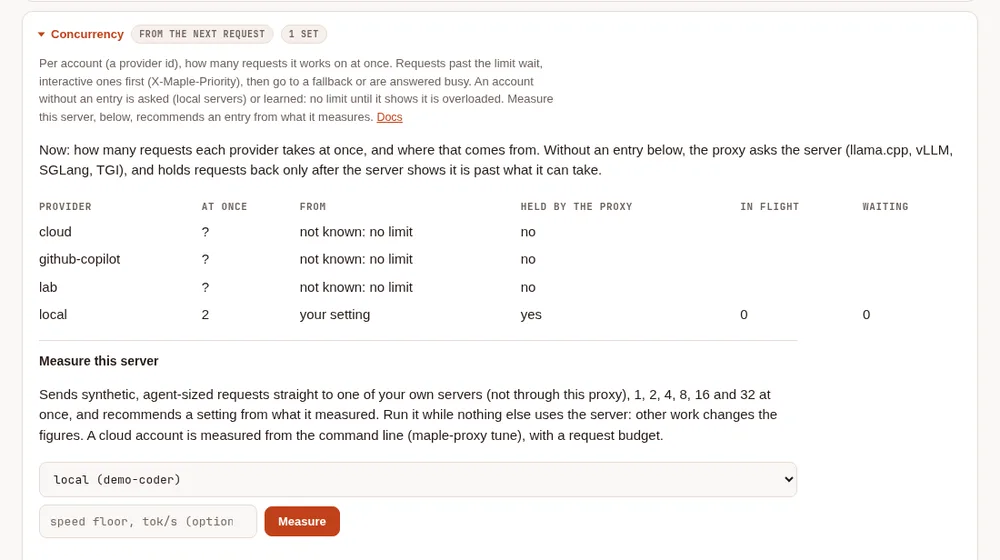 Concurrency FROM THE NEXT REQUEST 1 SET
Per account (a provider id), how many requests it works on at once. Requests past the limit wait,
interactive ones first (X-Maple-Priority), then go to a fallback or are answered busy. An account
without an entry is asked (local servers) or learned: no limit until it shows it is overloaded. Measure
this server, below, recommends an entry from what it measures. Docs
Now: how many requests each provider takes at once, and where that comes from. Without an entry below, the proxy asks the server (llama.cpp, vLLM,
SGLang, TGI), and holds requests back only after the server shows it is past what it can take.
PROVIDER AT ONCE FROM HELD BY THE PROXY IN FLIGHT WAITING
cloud ? not known: no limit no
github-copilot ? not known: no limit no
lab ? not known: no limit no
local 2 your setting yes 0 0
Measure this server
Sends synthetic, agent-sized requests straight to one of your own servers (not through this proxy), 1, 2, 4, 8, 16 and 32 at
once, and recommends a setting from what it measured. Run it while nothing else uses the server: other work changes the
figures. A cloud account is measured from the command line (maple-proxy tune), with a request budget.
local (demo-coder)
speed floor, tok/s (option Measure